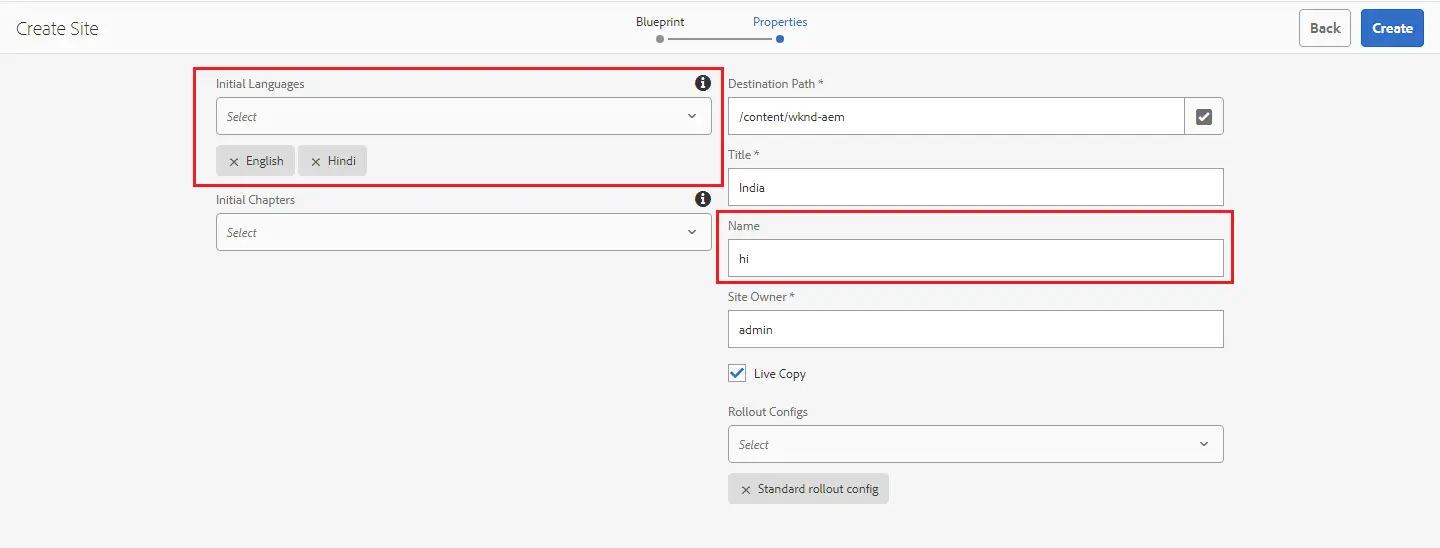 Create Site
Blueprint
Properties
Back
Create
Initial Languages
Select
English
Hindi
Initial Chapters
Select
Destination Path *
/content/wknd-aem
Title *
India
Name
hi
Site Owner *
admin
Live Copy
Rollout Configs
Select
Standard rollout config